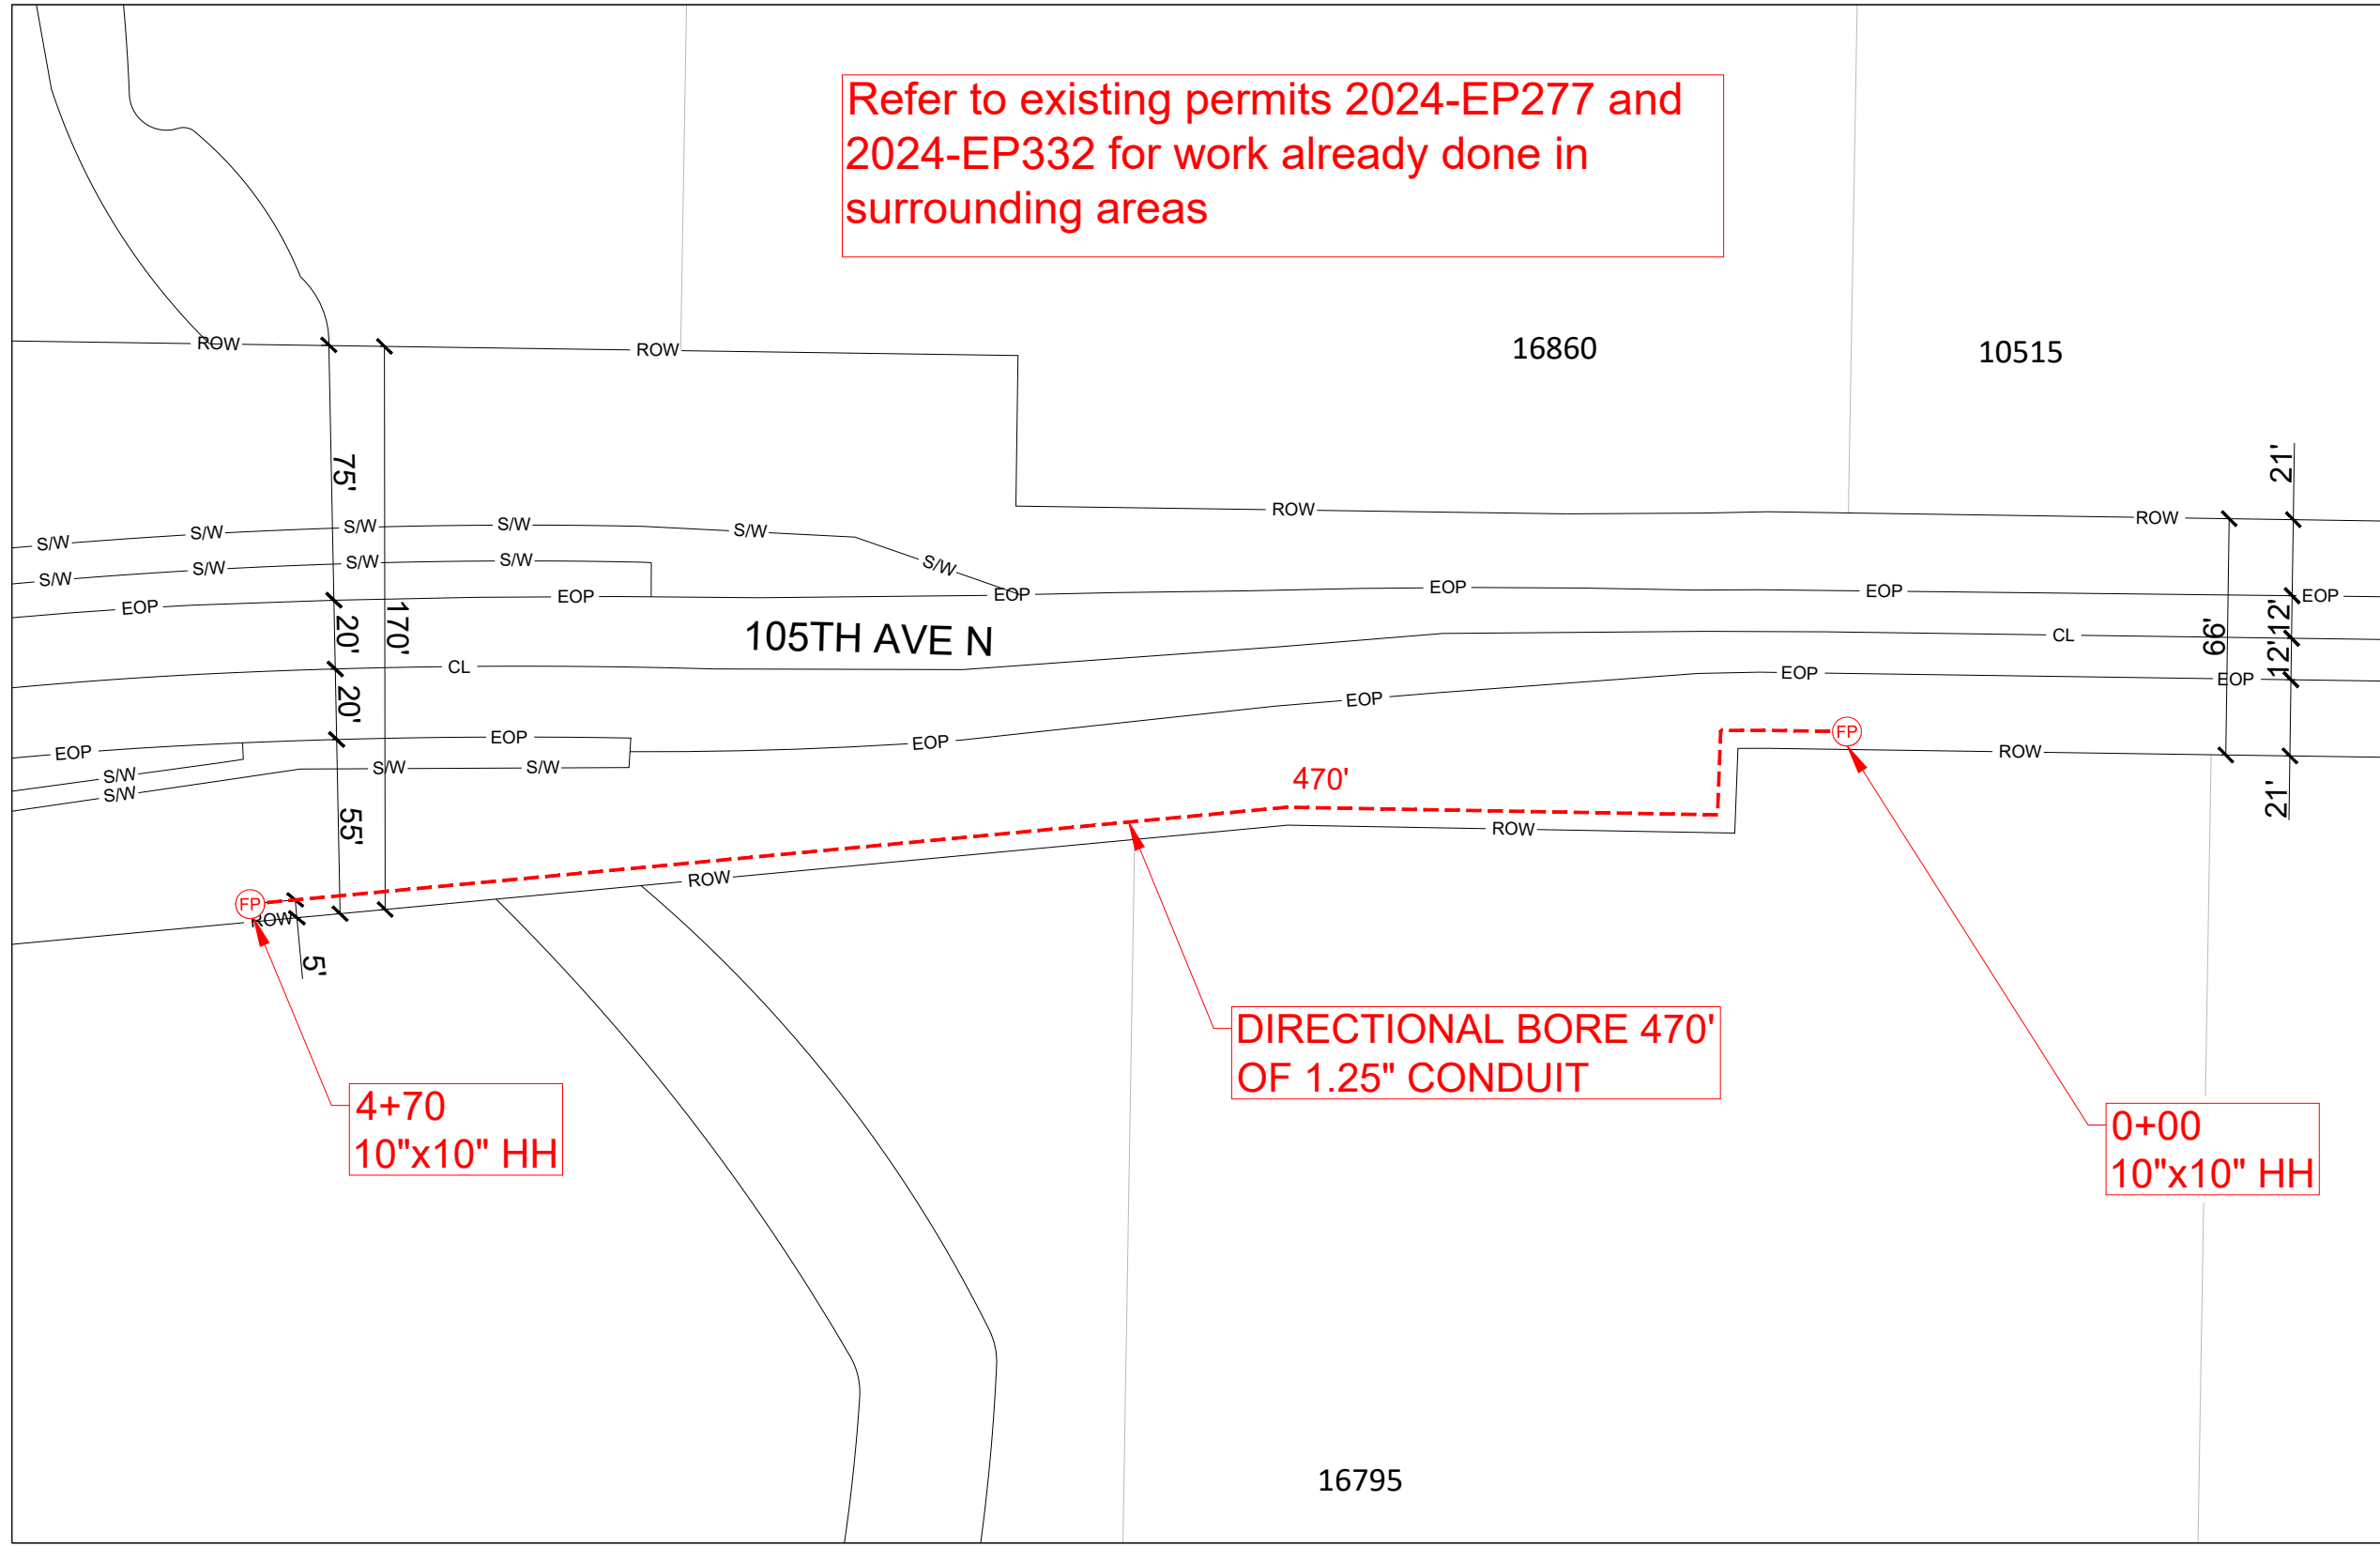 Refer to existing permits 2024-EP277 and
2024-EP332 for work already done in
surrounding areas
ROW
ROW
16860
10515
75'
21'
ROW
ROW
S/W
S/W
S/W
S/W
S/W
S/W
S/W
S/W
S/W
S/W
EOP
EOP
EOP
EOP
EOP
EOP
20'
170'
105TH AVE N
12'
66'
CL
CL
12'
20'
EOP
EOP
EOP
EOP
EOP
EOP
S/W
S/W
S/W
S/W
FP
ROW
470'
21'
55'
ROW
ROW
FP
ROW
5'
DIRECTIONAL BORE 470'
OF 1.25" CONDUIT
4+70
10"x10" HH
0+00
10"x10" HH
16795